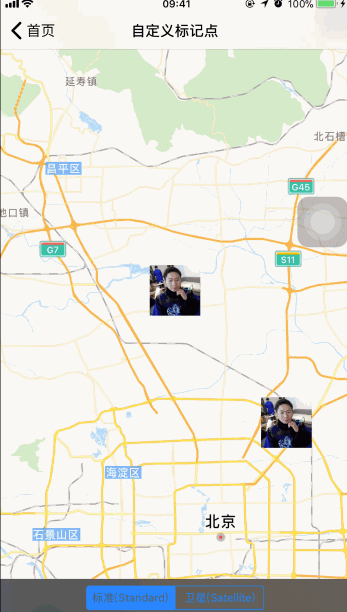 09:41
100%
首页
自定义标记点
延寿镇
北石槽
昌平区
G45
池口镇
G7
S11
海淀区
北京
石景山区
标准(Standard)
卫星(Satellite)